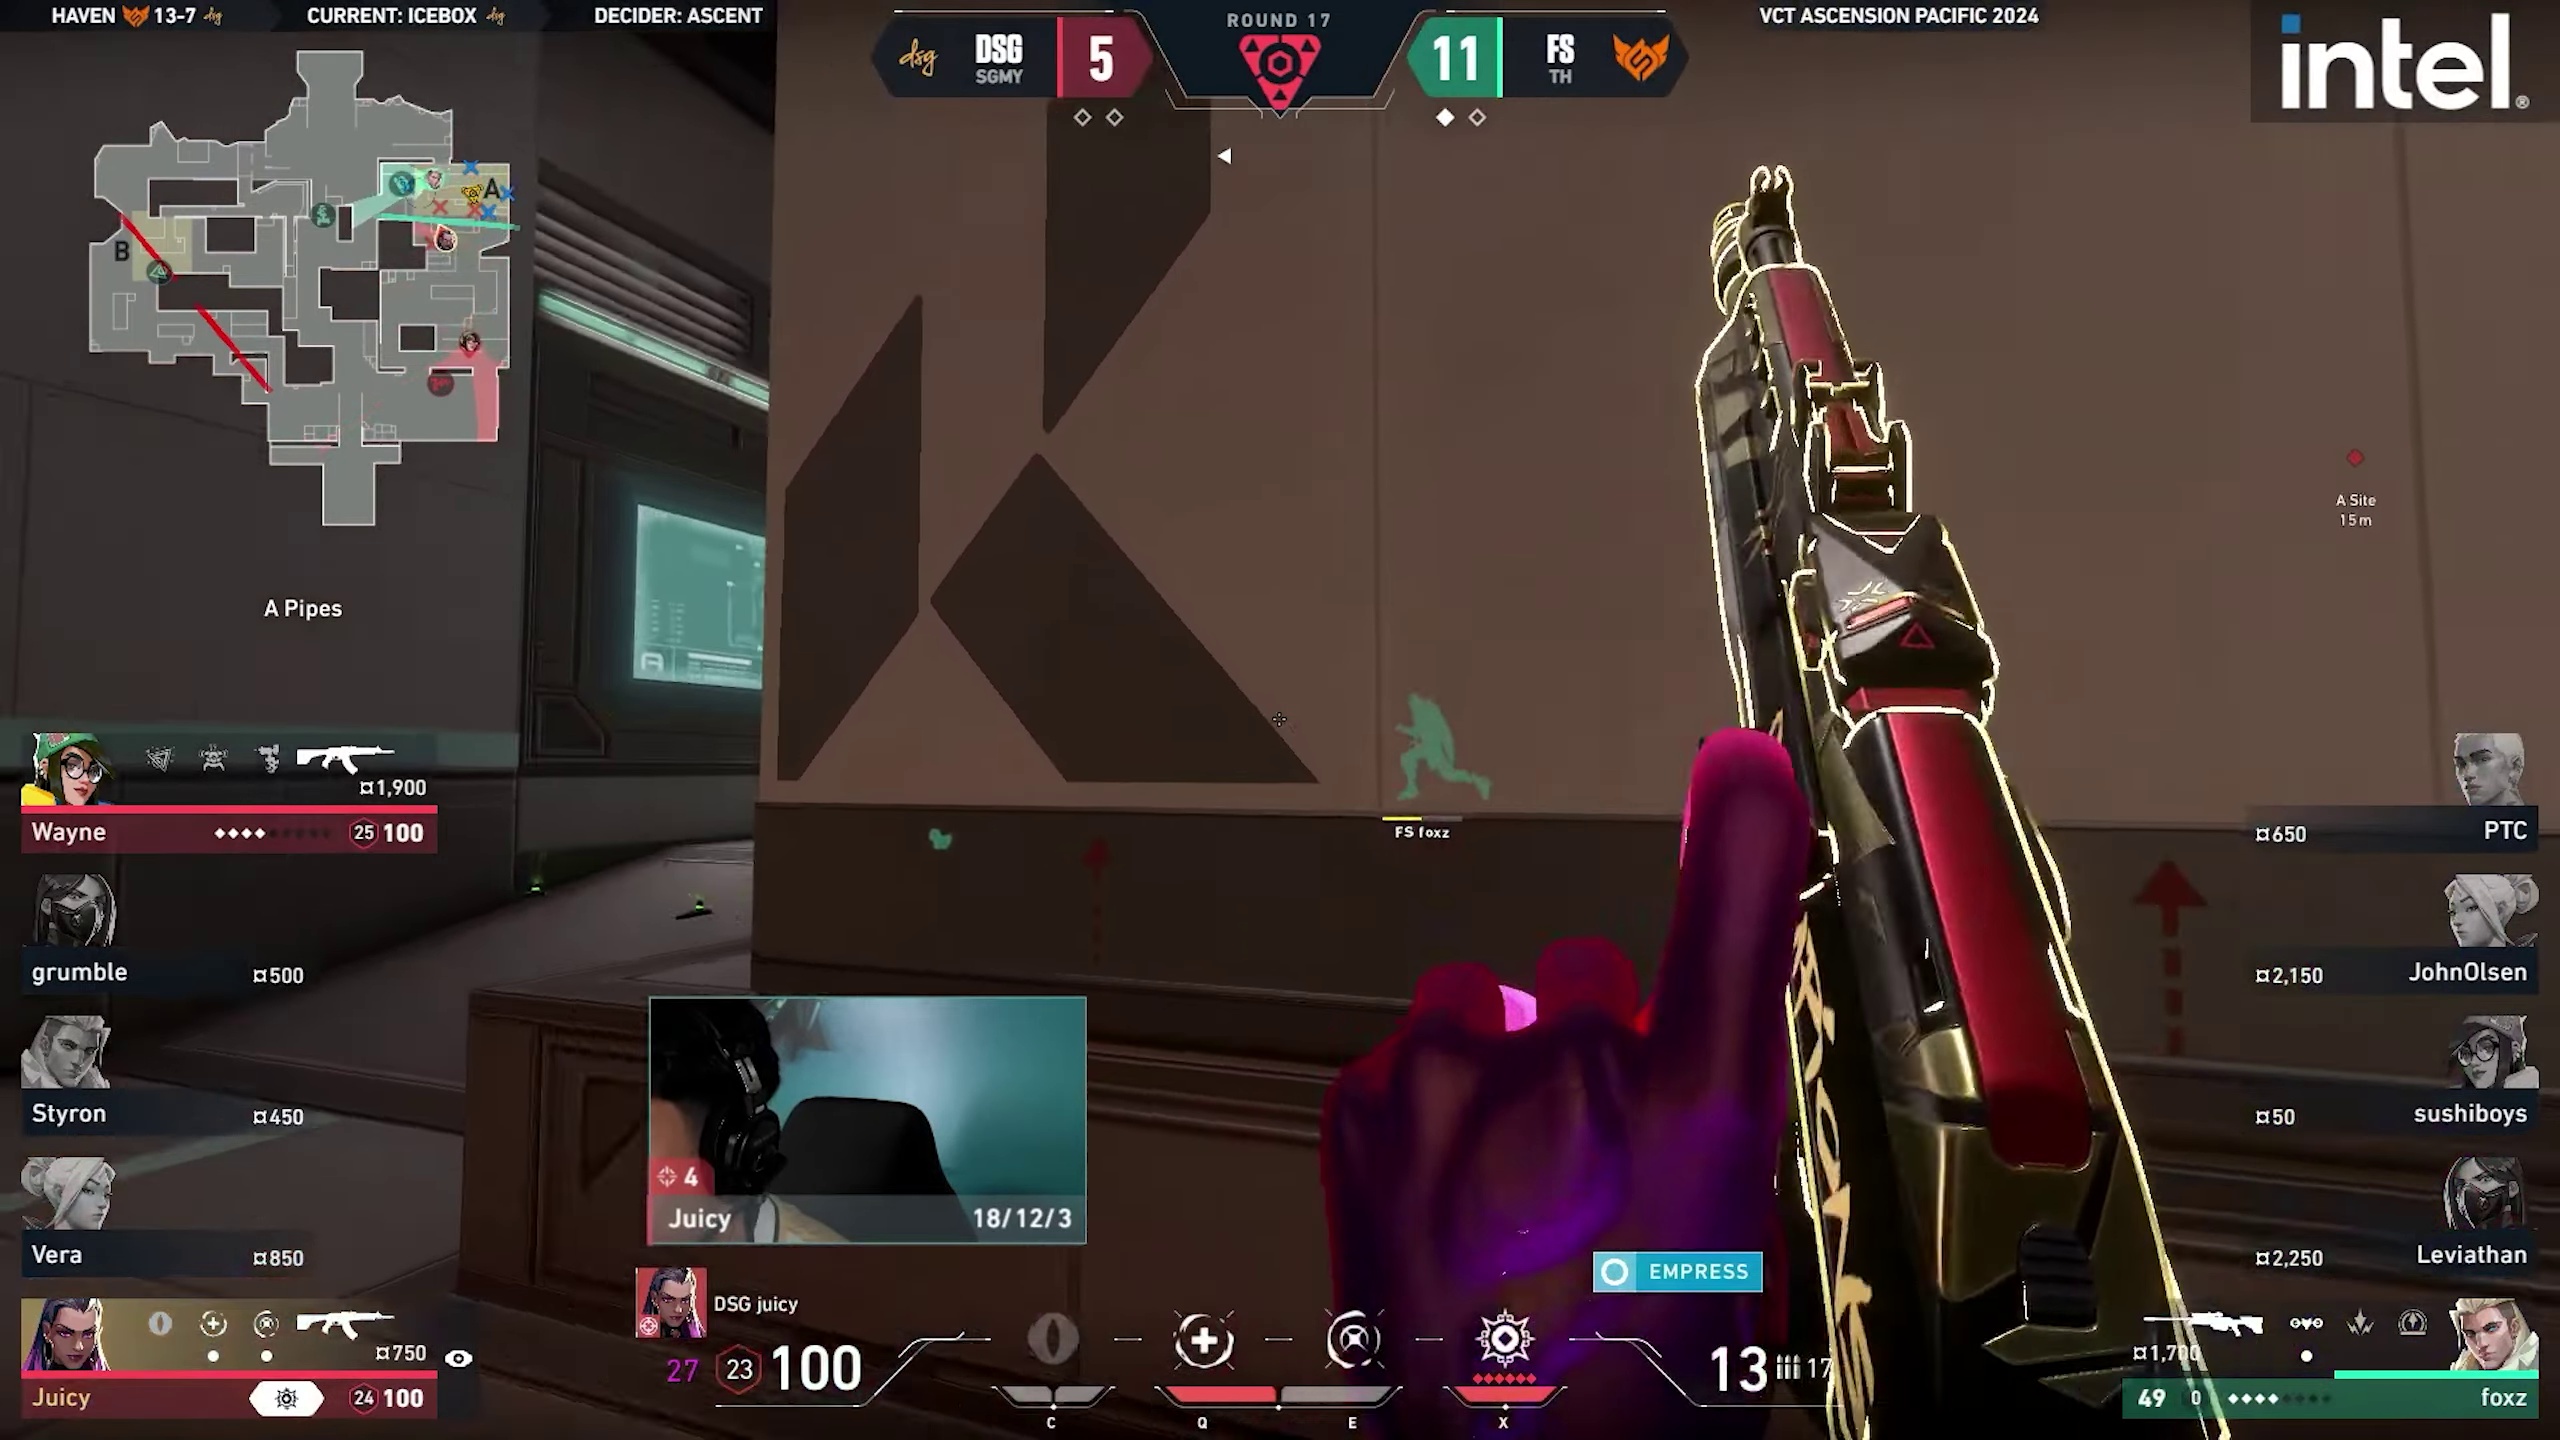 HAVEN 13-7 dsg
CURRENT: ICEBOX dsg
DECIDER: ASCENT
dsg DSG SGMY 5
ROUND 17
11 FS TH
VCT ASCENSION PACIFIC 2024
intel®
A
B
A Pipes
A Site
15m
FS foxz
¤1,900
Wayne 25 100
grumble ¤500
Styron ¤450
Vera ¤850
¤750
Juicy 24 100
¤650 PTC
¤2,150 JohnOlsen
¤50 sushiboys
¤2,250 Leviathan
¤1,700
49 0 foxz
4
Juicy 18/12/3
DSG juicy
27 23 100
EMPRESS
13 17
C Q E X